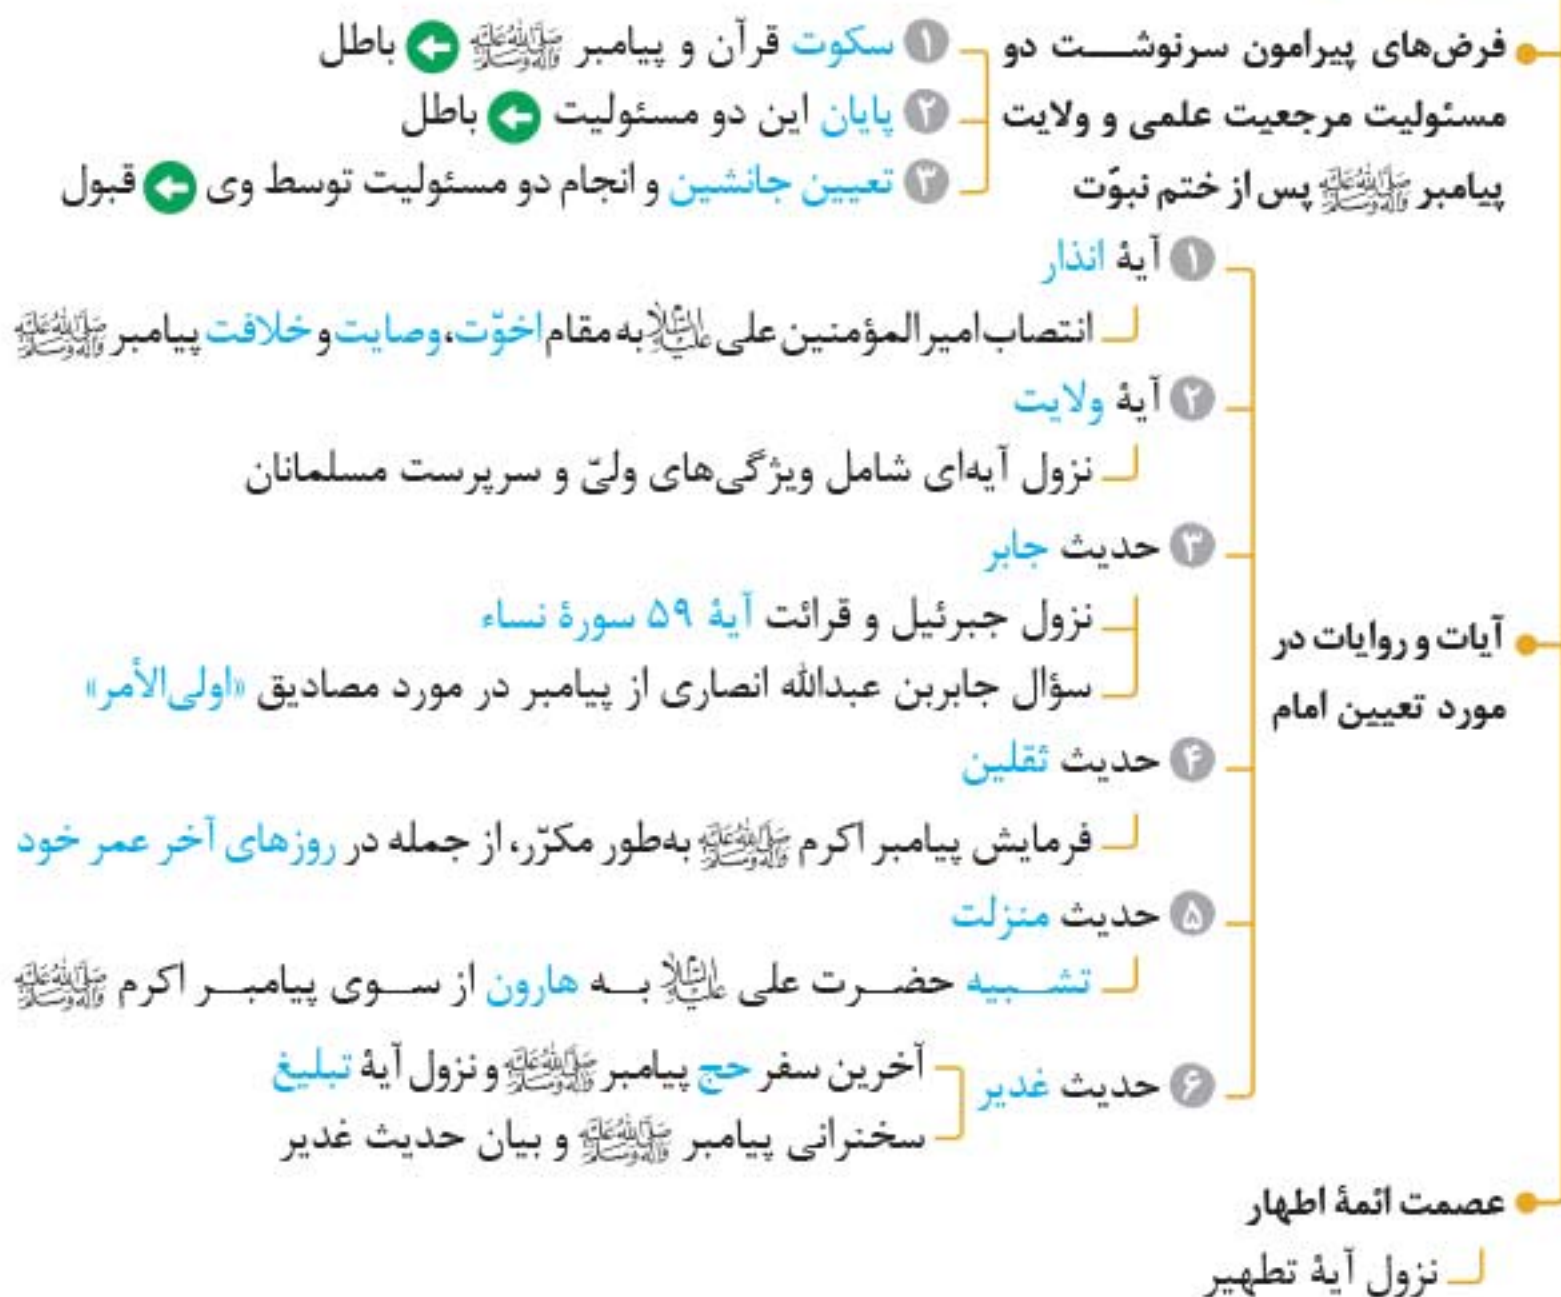 فرض‌های پیرامون سرنوشت دو
مسئولیت مرجعیت علمی و ولایت
پیامبر ﷺ پس از ختم نبوّت
۱ سکوت قرآن و پیامبر ﷺ ← باطل
۲ پایان این دو مسئولیت ← باطل
۳ تعیین جانشین و انجام دو مسئولیت توسط وی ← قبول
آیات و روایات در
مورد تعیین امام
۱ آیهٔ انذار
انتصاب امیرالمؤمنین علی علیه‌السلام به مقام اخوّت، وصایت و خلافت پیامبر ﷺ
۲ آیهٔ ولایت
نزول آیه‌ای شامل ویژگی‌های ولیّ و سرپرست مسلمانان
۳ حدیث جابر
نزول جبرئیل و قرائت آیهٔ ۵۹ سورهٔ نساء
سؤال جابربن عبدالله انصاری از پیامبر در مورد مصادیق «اولی‌الأمر»
۴ حدیث ثقلین
فرمایش پیامبر اکرم ﷺ به‌طور مکرّر، از جمله در روزهای آخر عمر خود
۵ حدیث منزلت
تشبیه حضرت علی علیه‌السلام به هارون از سوی پیامبر اکرم ﷺ
۶ حدیث غدیر
آخرین سفر حج پیامبر ﷺ و نزول آیهٔ تبلیغ
سخنرانی پیامبر ﷺ و بیان حدیث غدیر
عصمت ائمهٔ اطهار
نزول آیهٔ تطهیر